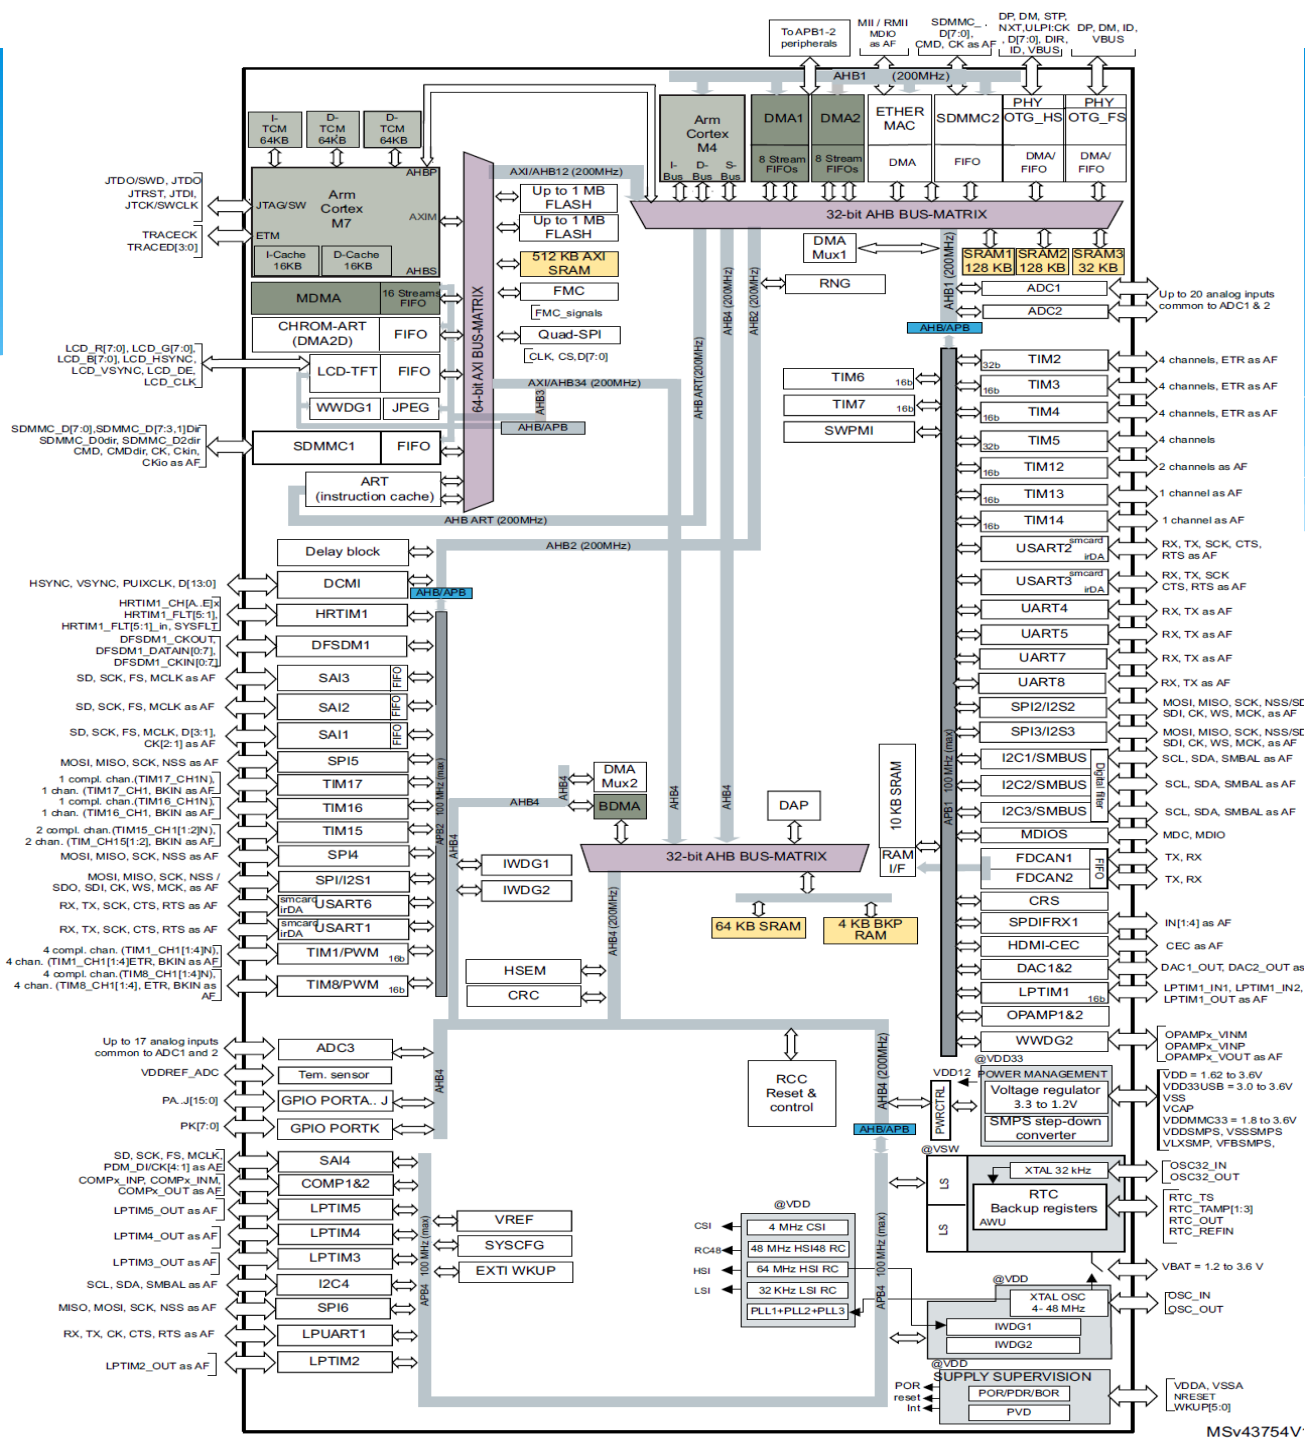 To APB1-2
peripherals
MII / RMII
MDIO
as AF
SDMMC_ ,
D[7:0],
CMD, CK as AF
DP, DM, STP,
NXT,ULPI:CK
, D[7:0], DIR,
ID, VBUS
DP, DM, ID,
VBUS
AHB1 (200MHz)
I-
TCM
64KB
D-
TCM
64KB
D-
TCM
64KB
Arm
Cortex
M4
I-
Bus
D-
Bus
S-
Bus
DMA1
8 Stream
FIFOs
DMA2
8 Stream
FIFOs
ETHER
MAC
DMA
SDMMC2
FIFO
PHY
OTG_HS
DMA/
FIFO
PHY
OTG_FS
DMA/
FIFO
JTDO/SWD, JTDO
JTRST, JTDI,
JTCK/SWCLK
TRACECK
TRACED[3:0]
AHBP
JTAG/SW
Arm
Cortex
M7
AXIM
ETM
I-Cache
16KB
D-Cache
16KB
AHBS
AXI/AHB12 (200MHz)
Up to 1 MB
FLASH
Up to 1 MB
FLASH
512 KB AXI
SRAM
FMC
FMC_signals
Quad-SPI
CLK, CS,D[7:0]
64-bit AXI BUS-MATRIX
32-bit AHB BUS-MATRIX
DMA
Mux1
RNG
SRAM1
128 KB
SRAM2
128 KB
SRAM3
32 KB
AHB1 (200MHz)
ADC1
ADC2
Up to 20 analog inputs
common to ADC1 & 2
AHB/APB
AHB ART(200MHz)
AHB4 (200MHz)
AHB2 (200MHz)
MDMA
16 Streams
FIFO
CHROM-ART
(DMA2D)
FIFO
LCD_R[7:0], LCD_G[7:0],
LCD_B[7:0], LCD_HSYNC,
LCD_VSYNC, LCD_DE,
LCD_CLK
LCD-TFT
FIFO
WWDG1
JPEG
AXI/AHB34 (200MHz)
AHB3
AHB/APB
SDMMC_D[7:0],SDMMC_D[7:3,1]Dir
SDMMC_D0dir, SDMMC_D2dir
CMD, CMDdir, CK, Ckin,
CKio as AF
SDMMC1
FIFO
ART
(instruction cache)
AHB ART (200MHz)
AHB2 (200MHz)
TIM6
16b
TIM7
16b
SWPMI
TIM2
32b
4 channels, ETR as AF
TIM3
16b
4 channels, ETR as AF
TIM4
16b
4 channels, ETR as AF
TIM5
32b
4 channels
TIM12
16b
2 channels as AF
TIM13
16b
1 channel as AF
TIM14
16b
1 channel as AF
USART2
smcard
irDA
RX, TX, SCK, CTS,
RTS as AF
USART3
smcard
irDA
RX, TX, SCK
CTS, RTS as AF
UART4
RX, TX as AF
UART5
RX, TX as AF
UART7
RX, TX as AF
UART8
RX, TX as AF
SPI2/I2S2
MOSI, MISO, SCK, NSS/SD
SDI, CK, WS, MCK, as AF
SPI3/I2S3
MOSI, MISO, SCK, NSS/SD
SDI, CK, WS, MCK, as AF
I2C1/SMBUS
SCL, SDA, SMBAL as AF
I2C2/SMBUS
SCL, SDA, SMBAL as AF
I2C3/SMBUS
SCL, SDA, SMBAL as AF
Digital filter
MDIOS
MDC, MDIO
FDCAN1
TX, RX
FDCAN2
TX, RX
FIFO
CRS
SPDIFRX1
IN[1:4] as AF
HDMI-CEC
CEC as AF
DAC1&2
DAC1_OUT, DAC2_OUT as
LPTIM1
16b
LPTIM1_IN1, LPTIM1_IN2,
LPTIM1_OUT as AF
OPAMP1&2
OPAMPx_VINM
OPAMPx_VINP
OPAMPx_VOUT as AF
WWDG2
APB1 100 MHz (max)
10 KB SRAM
RAM
I/F
Delay block
HSYNC, VSYNC, PUIXCLK, D[13:0]
DCMI
AHB/APB
HRTIM1_CH[A..E]x
HRTIM1_FLT[5:1],
HRTIM1_FLT[5:1]_in, SYSFLT
HRTIM1
DFSDM1_CKOUT,
DFSDM1_DATAIN[0:7],
DFSDM1_CKIN[0:7]
DFSDM1
SD, SCK, FS, MCLK as AF
SAI3
FIFO
SD, SCK, FS, MCLK as AF
SAI2
FIFO
SD, SCK, FS, MCLK, D[3:1],
CK[2:1] as AF
SAI1
FIFO
MOSI, MISO, SCK, NSS as AF
SPI5
1 compl. chan.(TIM17_CH1N),
1 chan. (TIM17_CH1, BKIN as AF
TIM17
1 compl. chan.(TIM16_CH1N),
1 chan. (TIM16_CH1, BKIN as AF
TIM16
2 compl. chan.(TIM15_CH1[1:2]N),
2 chan. (TIM_CH15[1:2], BKIN as AF
TIM15
MOSI, MISO, SCK, NSS as AF
SPI4
MOSI, MISO, SCK, NSS /
SDO, SDI, CK, WS, MCK, as AF
SPI/I2S1
RX, TX, SCK, CTS, RTS as AF
smcard
irDA
USART6
RX, TX, SCK, CTS, RTS as AF
smcard
irDA
USART1
4 compl. chan. (TIM1_CH1[1:4]N),
4 chan. (TIM1_CH1[1:4]ETR, BKIN as AF
TIM1/PWM
16b
4 compl. chan.(TIM8_CH1[1:4]N),
4 chan. (TIM8_CH1[1:4], ETR, BKIN as
AF
TIM8/PWM
16b
APB2 100 MHz (max)
AHB4
AHB4
AHB4
DMA
Mux2
BDMA
AHB4
AHB4
DAP
32-bit AHB BUS-MATRIX
IWDG1
IWDG2
AHB4 (200MHz)
64 KB SRAM
4 KB BKP
RAM
HSEM
CRC
Up to 17 analog inputs
common to ADC1 and 2
ADC3
VDDREF_ADC
Tem. sensor
PA..J[15:0]
GPIO PORTA.. J
PK[7:0]
GPIO PORTK
AHB4
RCC
Reset &
control
AHB4 (200MHz)
AHB/APB
@VDD33
VDD12
PWRCTRL
POWER MANAGEMENT
Voltage regulator
3.3 to 1.2V
SMPS step-down
converter
VDD = 1.62 to 3.6V
VDD33USB = 3.0 to 3.6V
VSS
VCAP
VDDMMC33 = 1.8 to 3.6V
VDDSMPS, VSSSMPS
VLXSMP, VFBSMPS,
@VSW
LS
LS
XTAL 32 kHz
OSC32_IN
OSC32_OUT
RTC
Backup registers
AWU
RTC_TS
RTC_TAMP[1:3]
RTC_OUT
RTC_REFIN
VBAT = 1.2 to 3.6 V
SD, SCK, FS, MCLK,
PDM_DI/CK[4:1] as AF
SAI4
COMPx_INP, COMPx_INM,
COMPx_OUT as AF
COMP1&2
LPTIM5_OUT as AF
LPTIM5
LPTIM4_OUT as AF
LPTIM4
LPTIM3_OUT as AF
LPTIM3
SCL, SDA, SMBAL as AF
I2C4
MISO, MOSI, SCK, NSS as AF
SPI6
RX, TX, CK, CTS, RTS as AF
LPUART1
LPTIM2_OUT as AF
LPTIM2
APB4 100 MHz (max)
VREF
SYSCFG
EXTI WKUP
@VDD
CSI
4 MHz CSI
RC48
48 MHz HSI48 RC
HSI
64 MHz HSI RC
LSI
32 KHz LSI RC
PLL1+PLL2+PLL3
APB4 100 MHz (max)
@VDD
XTAL OSC
4- 48 MHz
OSC_IN
OSC_OUT
IWDG1
IWDG2
@VDD
SUPPLY SUPERVISION
POR
reset
Int
POR/PDR/BOR
PVD
VDDA, VSSA
NRESET
WKUP[5:0]
MSv43754V